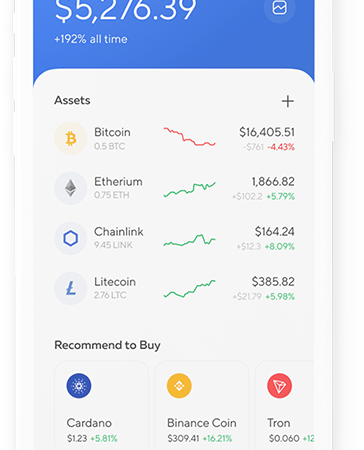 $5,276.39
+192% all time
Assets
Bitcoin $16,405.51
0.5 BTC -$761 -4.43%
Etherium 1,866.82
0.75 ETH +$102.2 +5.79%
Chainlink $164.24
9.45 LINK +$12.3 +8.09%
Litecoin $385.82
2.76 LTC +$21.79 +5.98%
Recommend to Buy
Cardano Binance Coin Tron
$1.23 +5.81% $309.41 +16.21% $0.060 +12